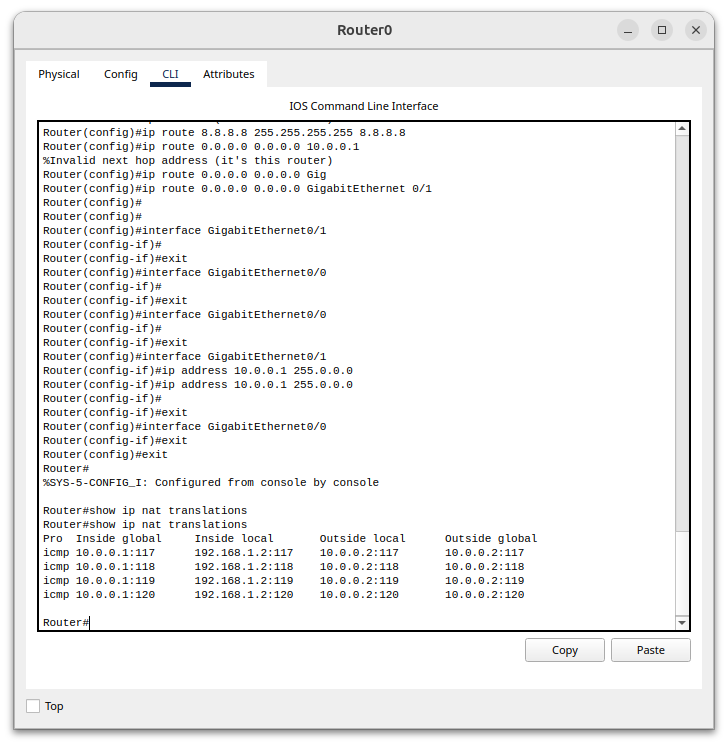 Router0
Physical Config CLI Attributes
IOS Command Line Interface
Router(config)#ip route 8.8.8.8 255.255.255.255 8.8.8.8
Router(config)#ip route 0.0.0.0 0.0.0.0 10.0.0.1
%Invalid next hop address (it's this router)
Router(config)#ip route 0.0.0.0 0.0.0.0 Gig
Router(config)#ip route 0.0.0.0 0.0.0.0 GigabitEthernet 0/1
Router(config)#
Router(config)#
Router(config)#interface GigabitEthernet0/1
Router(config-if)#
Router(config-if)#exit
Router(config)#interface GigabitEthernet0/0
Router(config-if)#
Router(config-if)#exit
Router(config)#interface GigabitEthernet0/0
Router(config-if)#
Router(config-if)#exit
Router(config)#interface GigabitEthernet0/1
Router(config-if)#ip address 10.0.0.1 255.0.0.0
Router(config-if)#ip address 10.0.0.1 255.0.0.0
Router(config-if)#
Router(config-if)#exit
Router(config)#interface GigabitEthernet0/0
Router(config-if)#exit
Router(config)#exit
Router#
%SYS-5-CONFIG_I: Configured from console by console
Router#show ip nat translations
Router#show ip nat translations
Pro Inside global Inside local Outside local Outside global
icmp 10.0.0.1:117 192.168.1.2:117 10.0.0.2:117 10.0.0.2:117
icmp 10.0.0.1:118 192.168.1.2:118 10.0.0.2:118 10.0.0.2:118
icmp 10.0.0.1:119 192.168.1.2:119 10.0.0.2:119 10.0.0.2:119
icmp 10.0.0.1:120 192.168.1.2:120 10.0.0.2:120 10.0.0.2:120
Router#
Copy Paste
Top